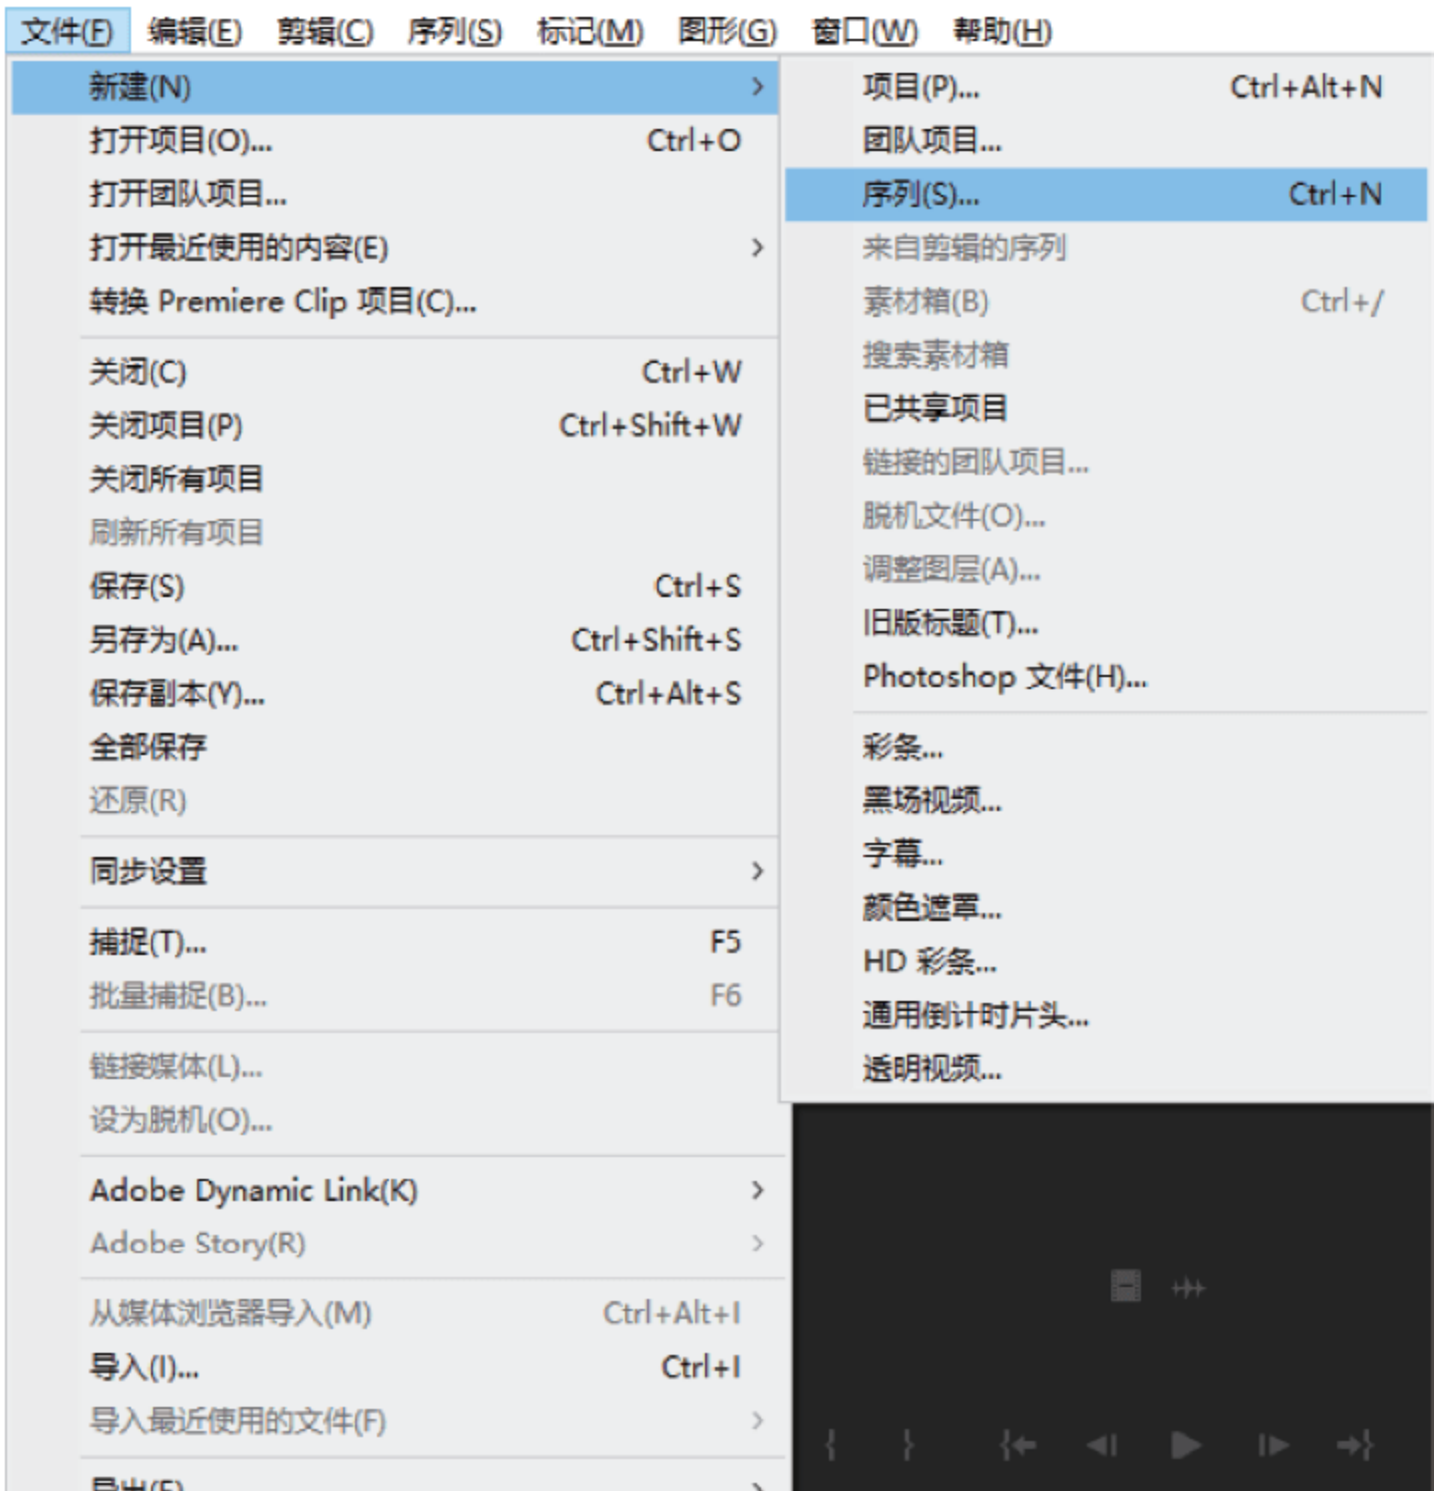 文件(F) 编辑(E) 剪辑(C) 序列(S) 标记(M) 图形(G) 窗口(W) 帮助(H)
新建(N)
打开项目(O)... Ctrl+O
打开团队项目...
打开最近使用的内容(E)
转换 Premiere Clip 项目(C)...
关闭(C) Ctrl+W
关闭项目(P) Ctrl+Shift+W
关闭所有项目
刷新所有项目
保存(S) Ctrl+S
另存为(A)... Ctrl+Shift+S
保存副本(Y)... Ctrl+Alt+S
全部保存
还原(R)
同步设置
捕捉(T)... F5
批量捕捉(B)... F6
链接媒体(L)...
设为脱机(O)...
Adobe Dynamic Link(K)
Adobe Story(R)
从媒体浏览器导入(M) Ctrl+Alt+I
导入(I)... Ctrl+I
导入最近使用的文件(F)
导出(E)
项目(P)... Ctrl+Alt+N
团队项目...
序列(S)... Ctrl+N
来自剪辑的序列
素材箱(B) Ctrl+/
搜索素材箱
已共享项目
链接的团队项目...
脱机文件(O)...
调整图层(A)...
旧版标题(T)...
Photoshop 文件(H)...
彩条...
黑场视频...
字幕...
颜色遮罩...
HD 彩条...
通用倒计时片头...
透明视频...